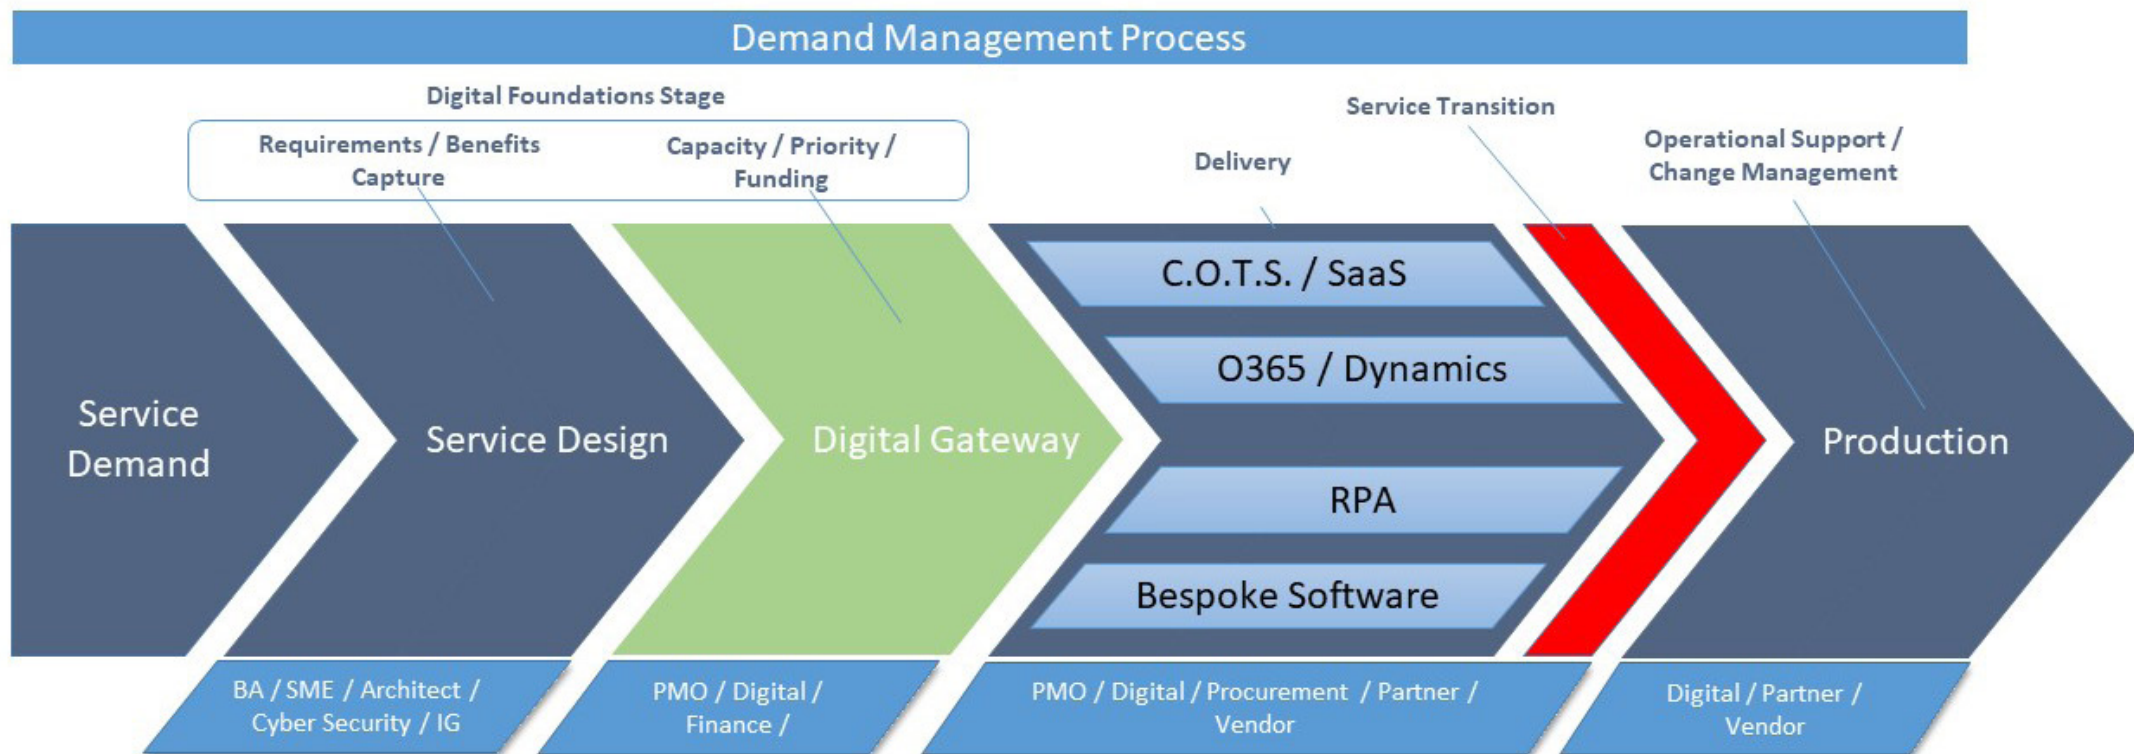 Demand Management Process
Digital Foundations Stage
Requirements / Benefits
Capture
Capacity / Priority /
Funding
Delivery
Service Transition
Operational Support /
Change Management
Service
Demand
Service Design
Digital Gateway
C.O.T.S. / SaaS
O365 / Dynamics
RPA
Bespoke Software
Production
BA / SME / Architect /
Cyber Security / IG
PMO / Digital /
Finance /
PMO / Digital / Procurement / Partner /
Vendor
Digital / Partner /
Vendor